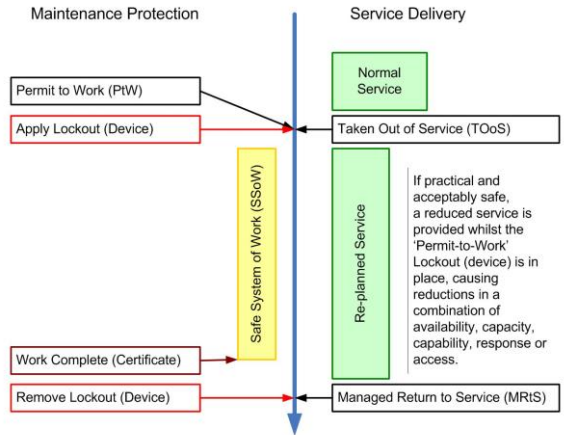 Maintenance Protection
Service Delivery
Normal
Service
Permit to Work (PtW)
Apply Lockout (Device)
Taken Out of Service (TOoS)
Safe System of Work (SSoW)
Re-planned Service
If practical and
acceptably safe,
a reduced service is
provided whilst the
‘Permit-to-Work’
Lockout (device) is in
place, causing
reductions in a
combination of
availability, capacity,
capability, response or
access.
Work Complete (Certificate)
Remove Lockout (Device)
Managed Return to Service (MRtS)